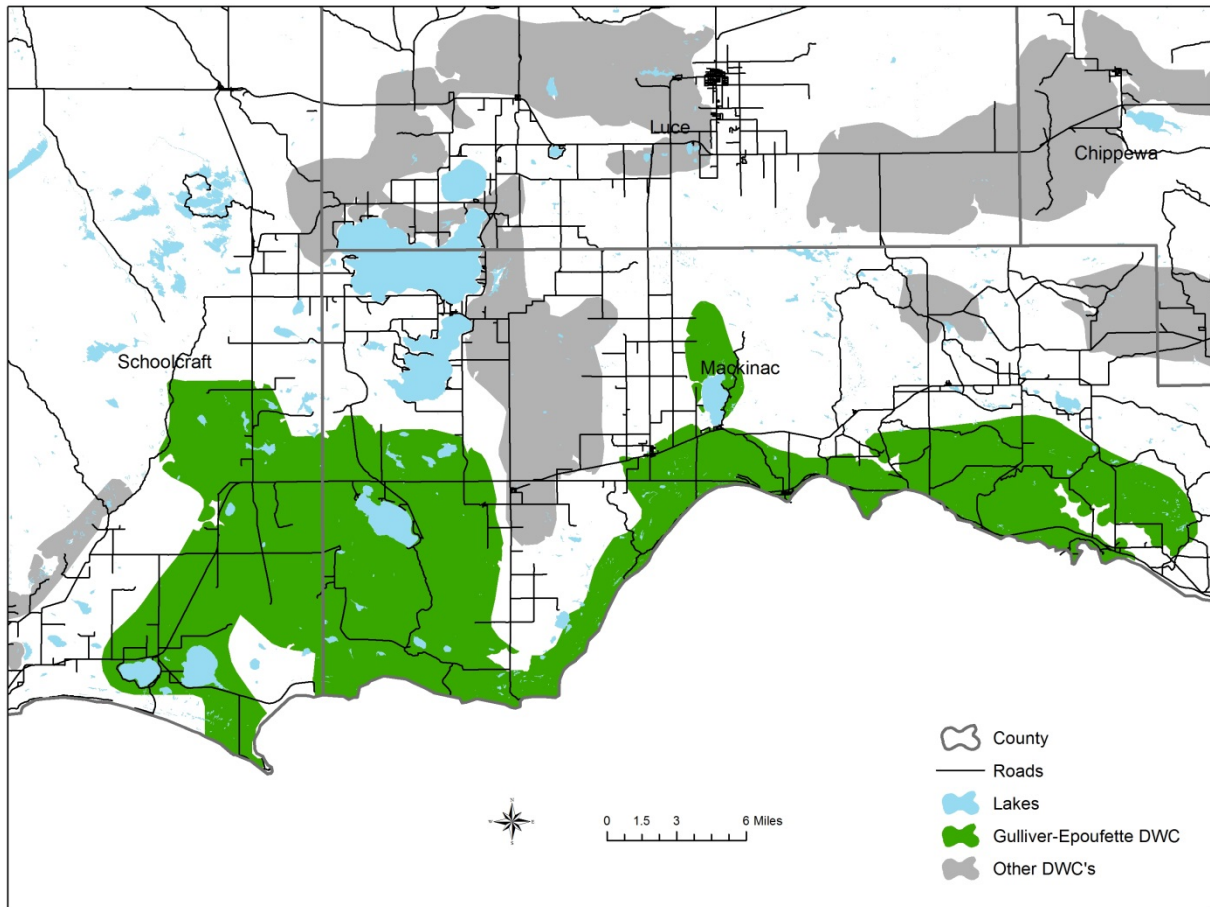 Luce
Chippewa
Schoolcraft
Mackinac
County
Roads
Lakes
Gulliver-Epoufette DWC
Other DWC's
N
W E
S
0 1.5 3 6 Miles